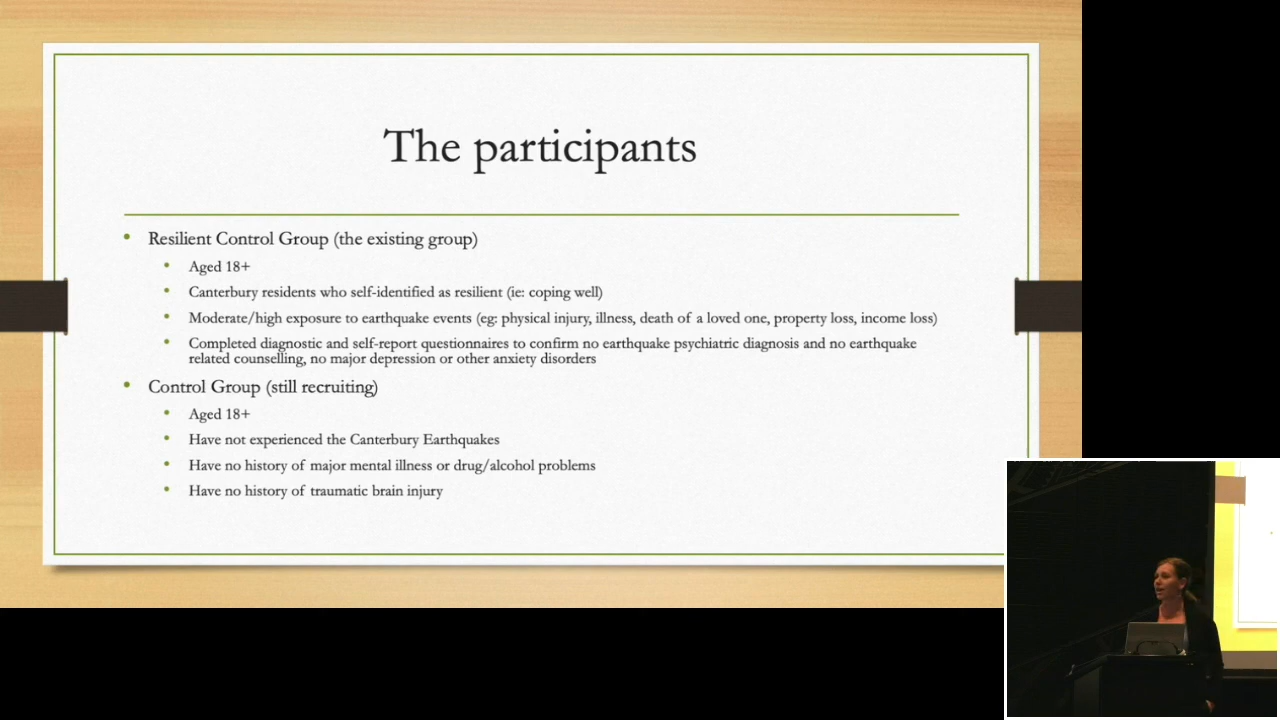 The participants
Resilient Control Group (the existing group)
Aged 18+
Canterbury residents who self-identified as resilient (ie: coping well)
Moderate/high exposure to earthquake events (eg: physical injury, illness, death of a loved one, property loss, income loss)
Completed diagnostic and self-report questionnaires to confirm no earthquake psychiatric diagnosis and no earthquake
related counselling, no major depression or other anxiety disorders
Control Group (still recruiting)
Aged 18+
Have not experienced the Canterbury Earthquakes
Have no history of major mental illness or drug/alcohol problems
Have no history of traumatic brain injury